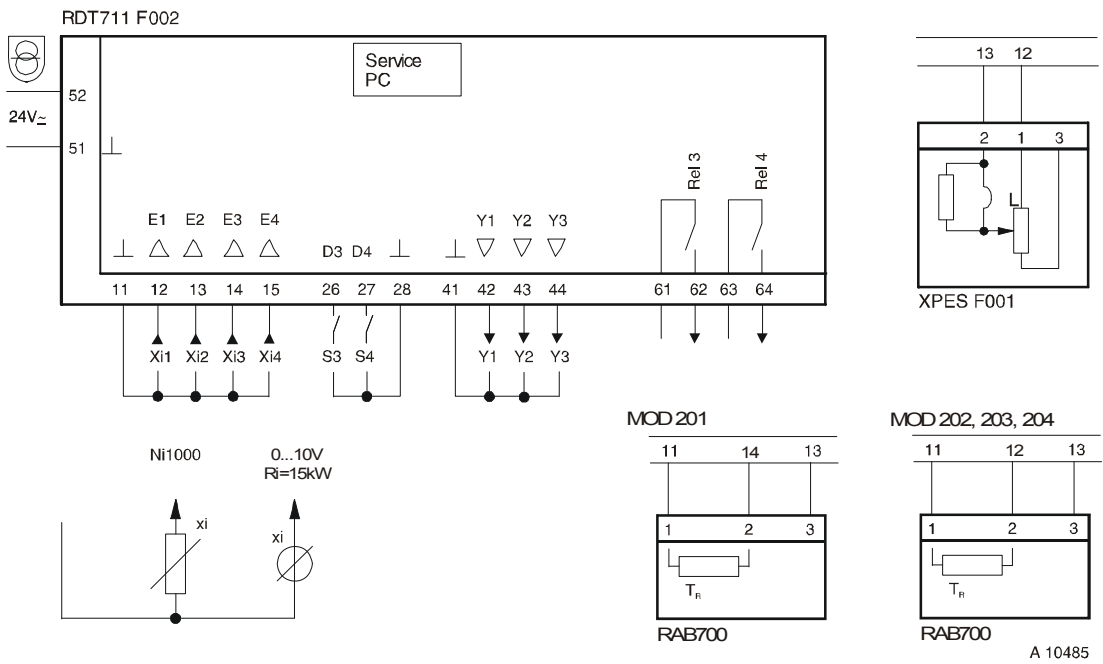 RDT711 F002
Service
PC
52
24V~
51
Rel 3
Rel 4
E1 E2 E3 E4
D3 D4
Y1 Y2 Y3
11 12 13 14 15 26 27 28 41 42 43 44 61 62 63 64
Xi1 Xi2 Xi3 Xi4 S3 S4 Y1 Y2 Y3
13 12
2 1 3
L
XPES F001
Ni1000
0...10V
Ri=15kW
xi
xi
MOD 201
11 14 13
1 2 3
TR
RAB700
MOD 202, 203, 204
11 12 13
1 2 3
TR
RAB700
A 10485